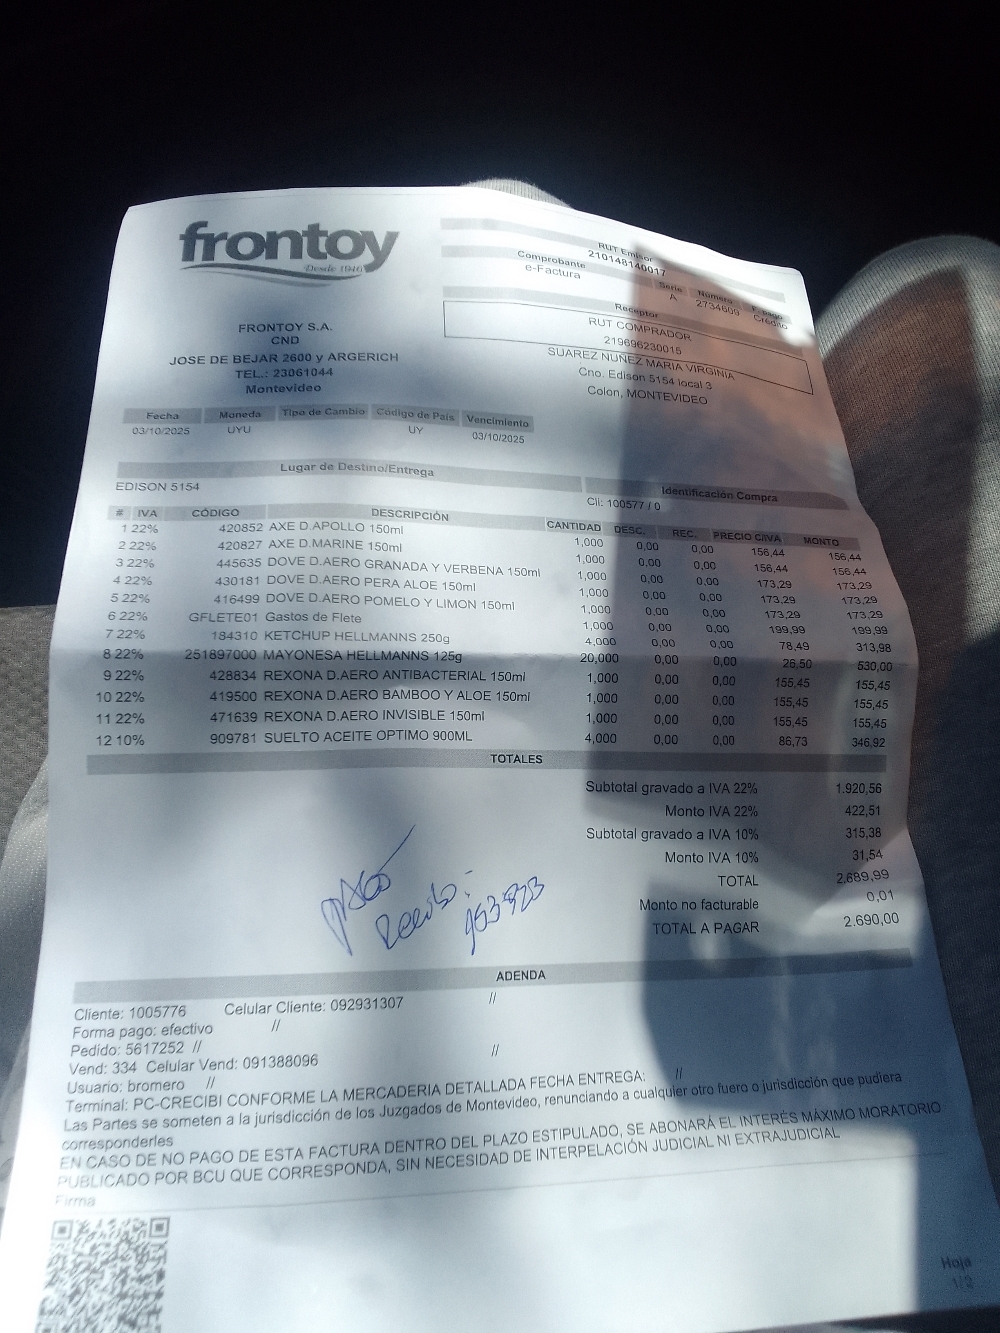 frontoy
Desde 1946
RUT Emisor
210148140017
Comprobante
e-Factura
Serie Número F. pago
A 2734609 Crédito
Receptor
RUT COMPRADOR
219696230015
SUAREZ NUÑEZ MARIA VIRGINIA
Cno. Edison 5154 local 3
Colon, MONTEVIDEO
FRONTOY S.A.
CND
JOSE DE BEJAR 2600 y ARGERICH
TEL.: 23061044
Montevideo
Fecha Moneda Tipo de Cambio Código de País Vencimiento
03/10/2025 UYU UY 03/10/2025
Lugar de Destino/Entrega
EDISON 5154
Identificación Compra
Cli: 100577 / 0
# IVA CÓDIGO DESCRIPCIÓN CANTIDAD DESC. REC. PRECIO C/IVA MONTO
1 22% 420852 AXE D.APOLLO 150ml 1,000 0,00 0,00 156,44 156,44
2 22% 420827 AXE D.MARINE 150ml 1,000 0,00 0,00 156,44 156,44
3 22% 445635 DOVE D.AERO GRANADA Y VERBENA 150ml 1,000 0,00 0,00 173,29 173,29
4 22% 430181 DOVE D.AERO PERA ALOE 150ml 1,000 0,00 0,00 173,29 173,29
5 22% 416499 DOVE D.AERO POMELO Y LIMON 150ml 1,000 0,00 0,00 173,29 173,29
6 22% GFLETE01 Gastos de Flete 1,000 0,00 0,00 199,99 199,99
7 22% 184310 KETCHUP HELLMANNS 250g 4,000 0,00 0,00 78,49 313,98
8 22% 251897000 MAYONESA HELLMANNS 125g 20,000 0,00 0,00 26,50 530,00
9 22% 428834 REXONA D.AERO ANTIBACTERIAL 150ml 1,000 0,00 0,00 155,45 155,45
10 22% 419500 REXONA D.AERO BAMBOO Y ALOE 150ml 1,000 0,00 0,00 155,45 155,45
11 22% 471639 REXONA D.AERO INVISIBLE 150ml 1,000 0,00 0,00 155,45 155,45
12 10% 909781 SUELTO ACEITE OPTIMO 900ML 4,000 0,00 0,00 86,73 346,92
TOTALES
Subtotal gravado a IVA 22% 1.920,56
Monto IVA 22% 422,51
Subtotal gravado a IVA 10% 315,38
Monto IVA 10% 31,54
TOTAL 2.689,99
Monto no facturable 0,01
TOTAL A PAGAR 2.690,00
ADENDA
Cliente: 1005776 Celular Cliente: 092931307 //
Forma pago: efectivo //
Pedido: 5617252 //
Vend: 334 Celular Vend: 091388096 //
Usuario: bromero //
Terminal: PC-CRECIBI CONFORME LA MERCADERIA DETALLADA FECHA ENTREGA: //
Las Partes se someten a la jurisdicción de los Juzgados de Montevideo, renunciando a cualquier otro fuero o jurisdicción que pudiera
corresponderles
EN CASO DE NO PAGO DE ESTA FACTURA DENTRO DEL PLAZO ESTIPULADO, SE ABONARÁ EL INTERÉS MÁXIMO MORATORIO
PUBLICADO POR BCU QUE CORRESPONDA, SIN NECESIDAD DE INTERPELACIÓN JUDICIAL NI EXTRAJUDICIAL
Firma
Hoja
1/2